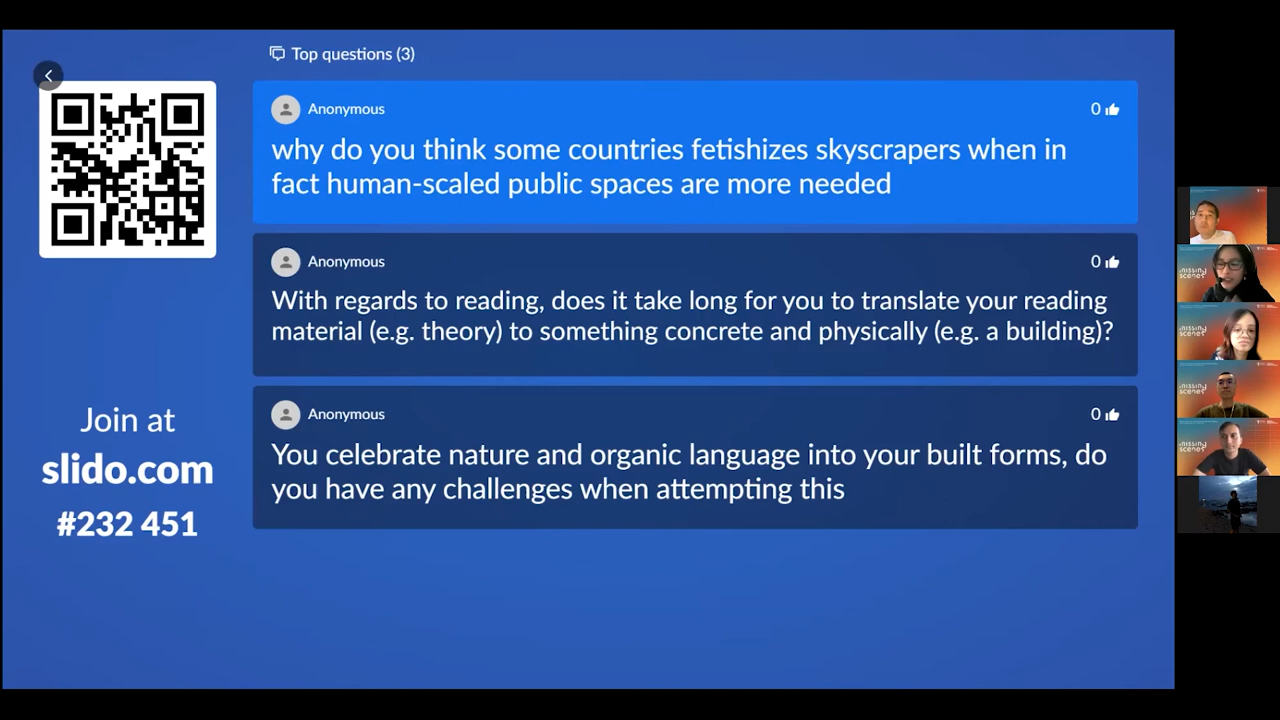 Top questions (3)
Anonymous
0
why do you think some countries fetishizes skyscrapers when in
fact human-scaled public spaces are more needed
Anonymous
0
With regards to reading, does it take long for you to translate your reading
material (e.g. theory) to something concrete and physically (e.g. a building)?
Anonymous
0
You celebrate nature and organic language into your built forms, do
you have any challenges when attempting this
Join at
slido.com
#232 451